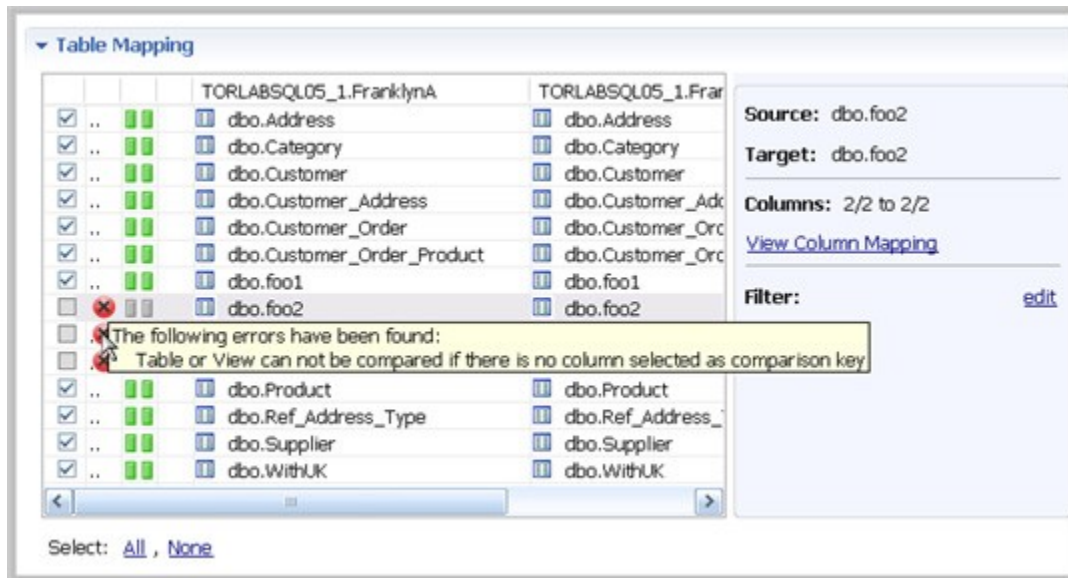 Table Mapping
TORLABSQL05_1.FranklynA TORLABSQL05_1.Fran
.. dbo.Address dbo.Address
.. dbo.Category dbo.Category
.. dbo.Customer dbo.Customer
.. dbo.Customer_Address dbo.Customer_Adc
.. dbo.Customer_Order dbo.Customer_Orc
.. dbo.Customer_Order_Product dbo.Customer_Orc
.. dbo.foo1 dbo.foo1
dbo.foo2 dbo.foo2
The following errors have been found:
Table or View can not be compared if there is no column selected as comparison key
.. dbo.Product dbo.Product
.. dbo.Ref_Address_Type dbo.Ref_Address_
.. dbo.Supplier dbo.Supplier
.. dbo.WithUK dbo.WithUK
Select: All , None
Source: dbo.foo2
Target: dbo.foo2
Columns: 2/2 to 2/2
View Column Mapping
Filter: edit